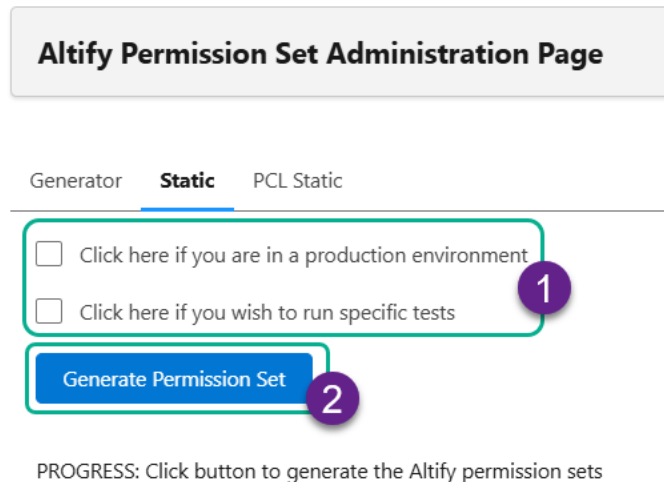 Altify Permission Set Administration Page
Generator Static PCL Static
Click here if you are in a production environment
1
Click here if you wish to run specific tests
Generate Permission Set
2
PROGRESS: Click button to generate the Altify permission sets